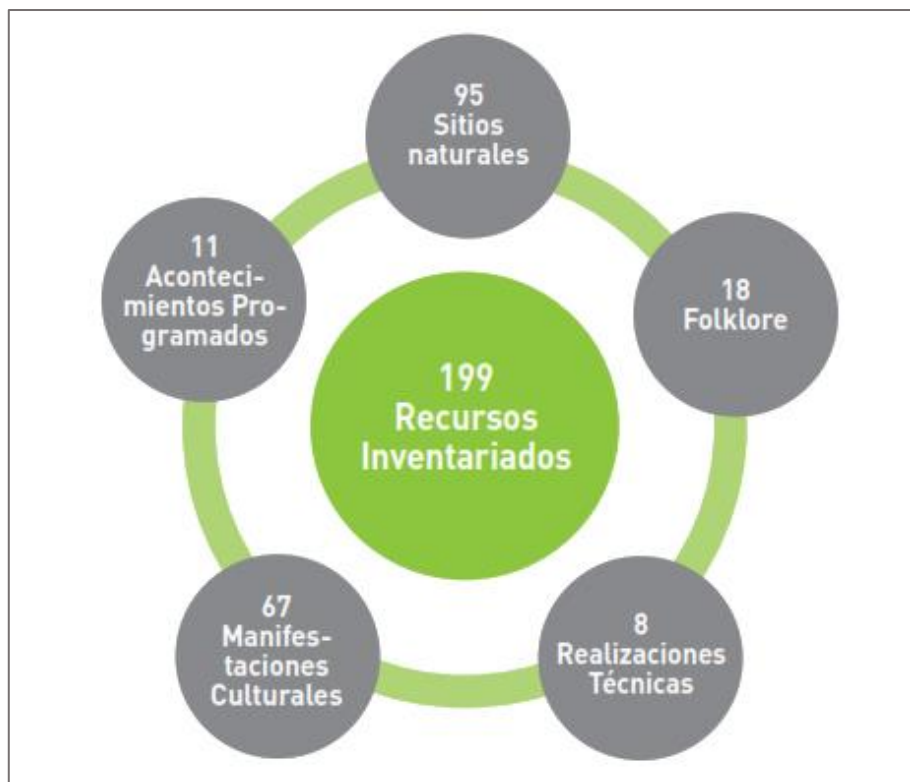 95
Sitios
naturales
18
Folklore
8
Realizaciones
Técnicas
67
Manifes-
taciones
Culturales
11
Aconteci-
mientos Pro-
gramados
199
Recursos
Inventariados